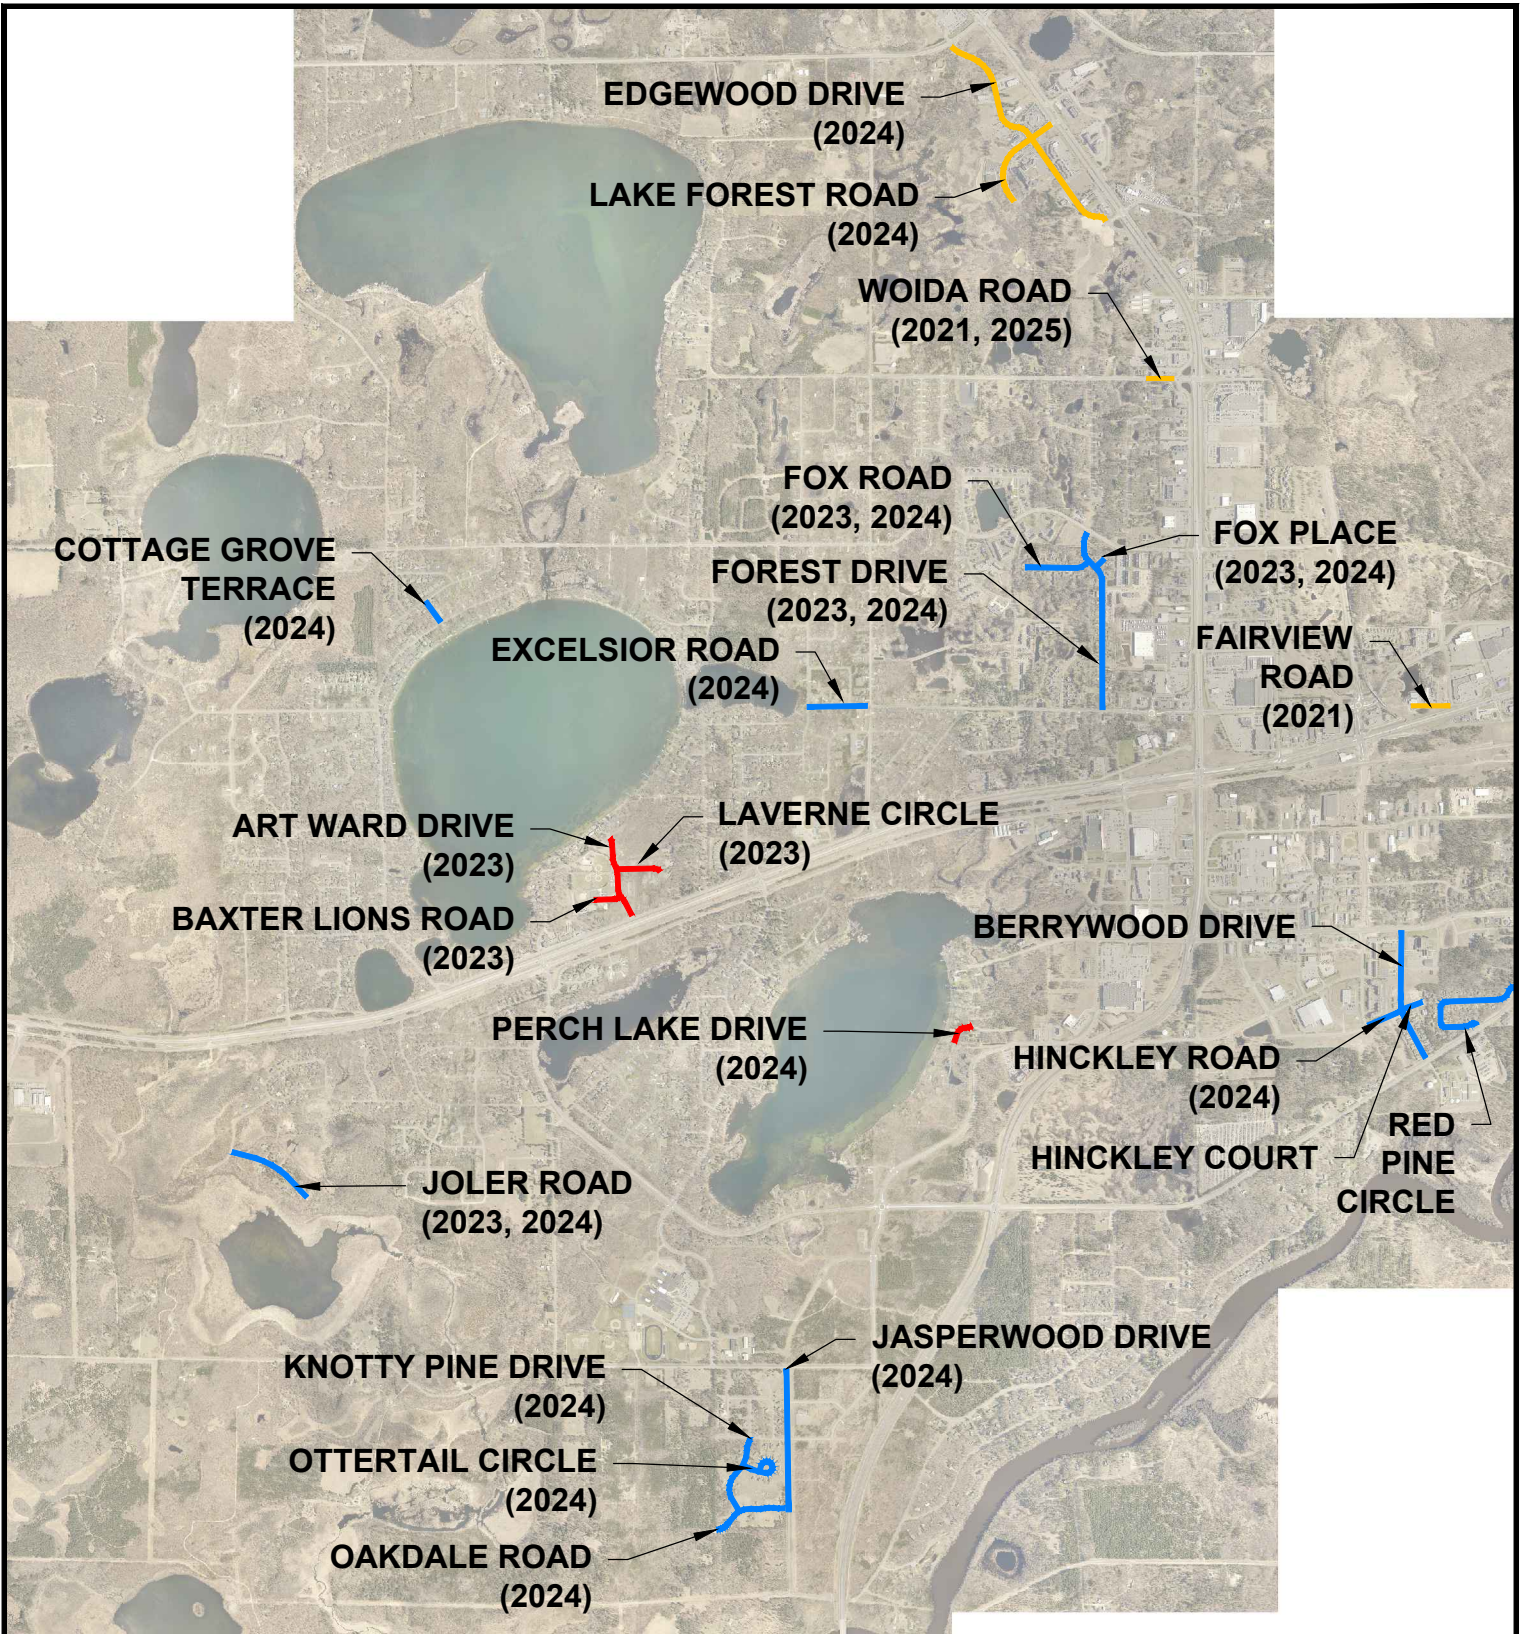 EDGEWOOD DRIVE
(2024)
LAKE FOREST ROAD
(2024)
WOIDA ROAD
(2021, 2025)
FOX ROAD
(2023, 2024)
FOX PLACE
(2023, 2024)
COTTAGE GROVE
TERRACE
(2024)
FOREST DRIVE
(2023, 2024)
EXCELSIOR ROAD
(2024)
FAIRVIEW
ROAD
(2021)
ART WARD DRIVE
(2023)
LAVERNE CIRCLE
(2023)
BAXTER LIONS ROAD
(2023)
BERRYWOOD DRIVE
PERCH LAKE DRIVE
(2024)
HINCKLEY ROAD
(2024)
HINCKLEY COURT
RED
PINE
CIRCLE
JOLER ROAD
(2023, 2024)
JASPERWOOD DRIVE
(2024)
KNOTTY PINE DRIVE
(2024)
OTTERTAIL CIRCLE
(2024)
OAKDALE ROAD
(2024)